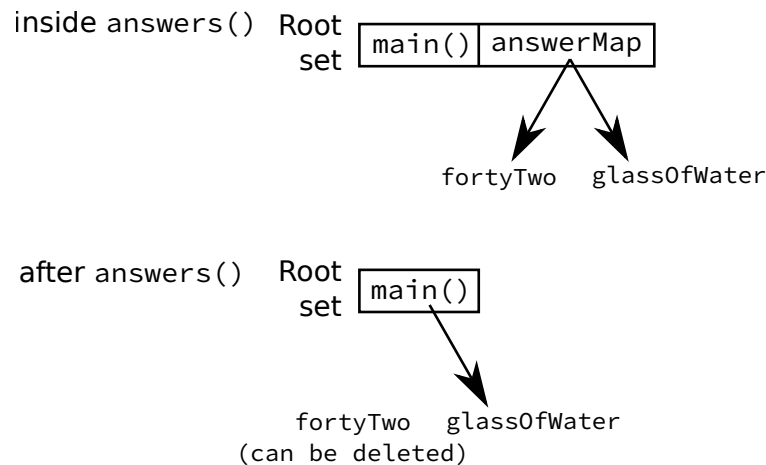 inside answers() Root set main() answerMap
fortyTwo glassOfWater
after answers() Root set main()
fortyTwo glassOfWater
(can be deleted)